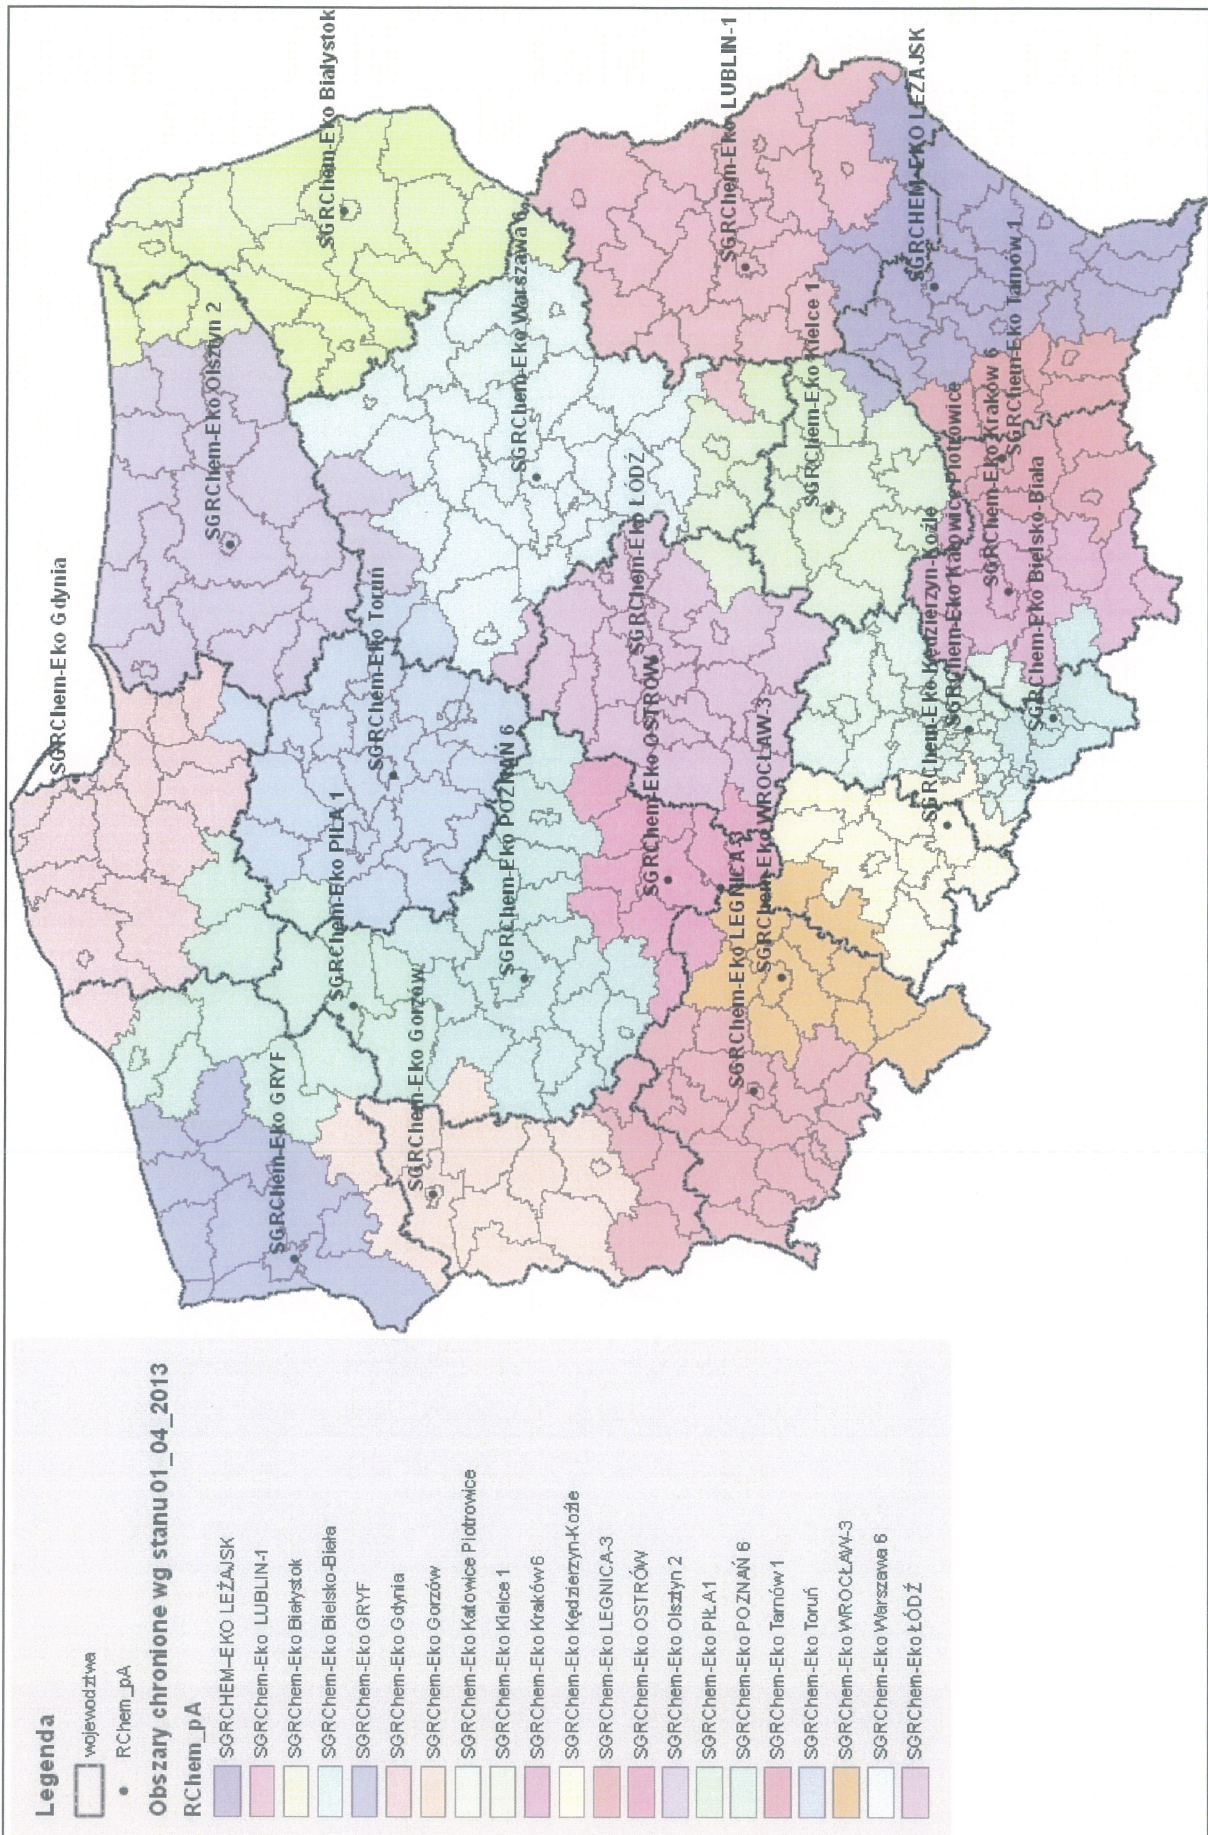 Legenda
województwa
RChem_pA
Obszary chronione wg stanu 01_04_2013
RChem_pA
SGRCHEM-EKO LEŻAJSK
SGRChem-Eko LUBLIN-1
SGRChem-Eko Białystok
SGRChem-Eko Bielsko-Biała
SGRChem-Eko GRYF
SGRChem-Eko Gdynia
SGRChem-Eko Gorzów
SGRChem-Eko Katowice Piotrowice
SGRChem-Eko Kielce 1
SGRChem-Eko Kraków 6
SGRChem-Eko Kędzierzyn-Koźle
SGRChem-Eko LEGNICA-3
SGRChem-Eko OSTRÓW
SGRChem-Eko Olsztyn 2
SGRChem-Eko PIŁA 1
SGRChem-Eko POZNAŃ 6
SGRChem-Eko Tarnów 1
SGRChem-Eko Toruń
SGRChem-Eko WROCŁAW-3
SGRChem-Eko Warszawa 6
SGRChem-Eko ŁÓDŹ
SGRChem-Eko Gdynia
SGRChem-Eko Olsztyn 2
SGRChem-Eko Białystok
SGRChem-Eko GRYF
SGRChem-Eko PIŁA 1
SGRChem-Eko Toruń
SGRChem-Eko Gorzów
SGRChem-Eko POZNAŃ 6
SGRChem-Eko Warszawa 6
SGRChem-Eko OSTRÓW
SGRChem-Eko ŁÓDŹ
SGRChem-Eko LEGNICA-3
SGRChem-Eko WROCŁAW-3
SGRChem-Eko LUBLIN-1
SGRChem-Eko Kielce 1
SGRChem-Eko Kędzierzyn-Koźle
SGRChem-Eko Katowice Piotrowice
SGRCHEM-EKO LEŻAJSK
SGRChem-Eko Kraków 6
SGRChem-Eko Tarnów 1
SGRChem-Eko Bielsko-Biała